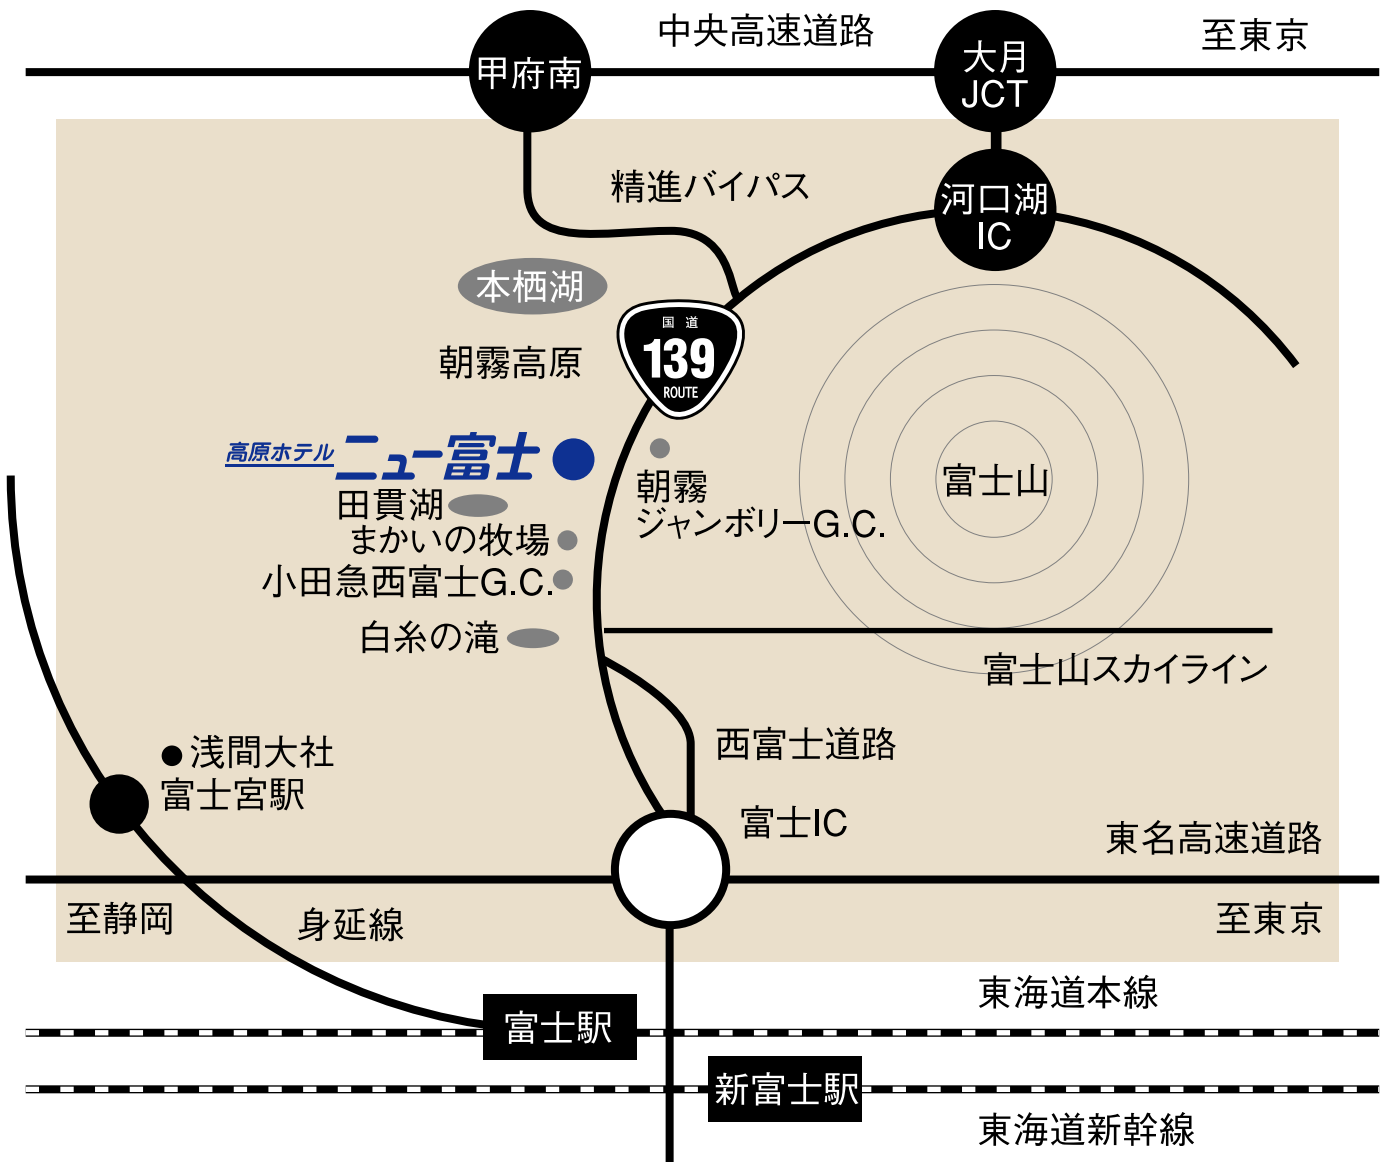 中央高速道路
至東京
甲府南
大月
JCT
精進バイパス
河口湖
IC
本栖湖
国道
139
ROUTE
朝霧高原
高原ホテル ニュー富士
朝霧
ジャンボリーG.C.
富士山
田貫湖
まかいの牧場
小田急西富士G.C.
白糸の滝
富士山スカイライン
西富士道路
浅間大社
富士宮駅
富士IC
東名高速道路
至静岡
身延線
至東京
東海道本線
富士駅
新富士駅
東海道新幹線